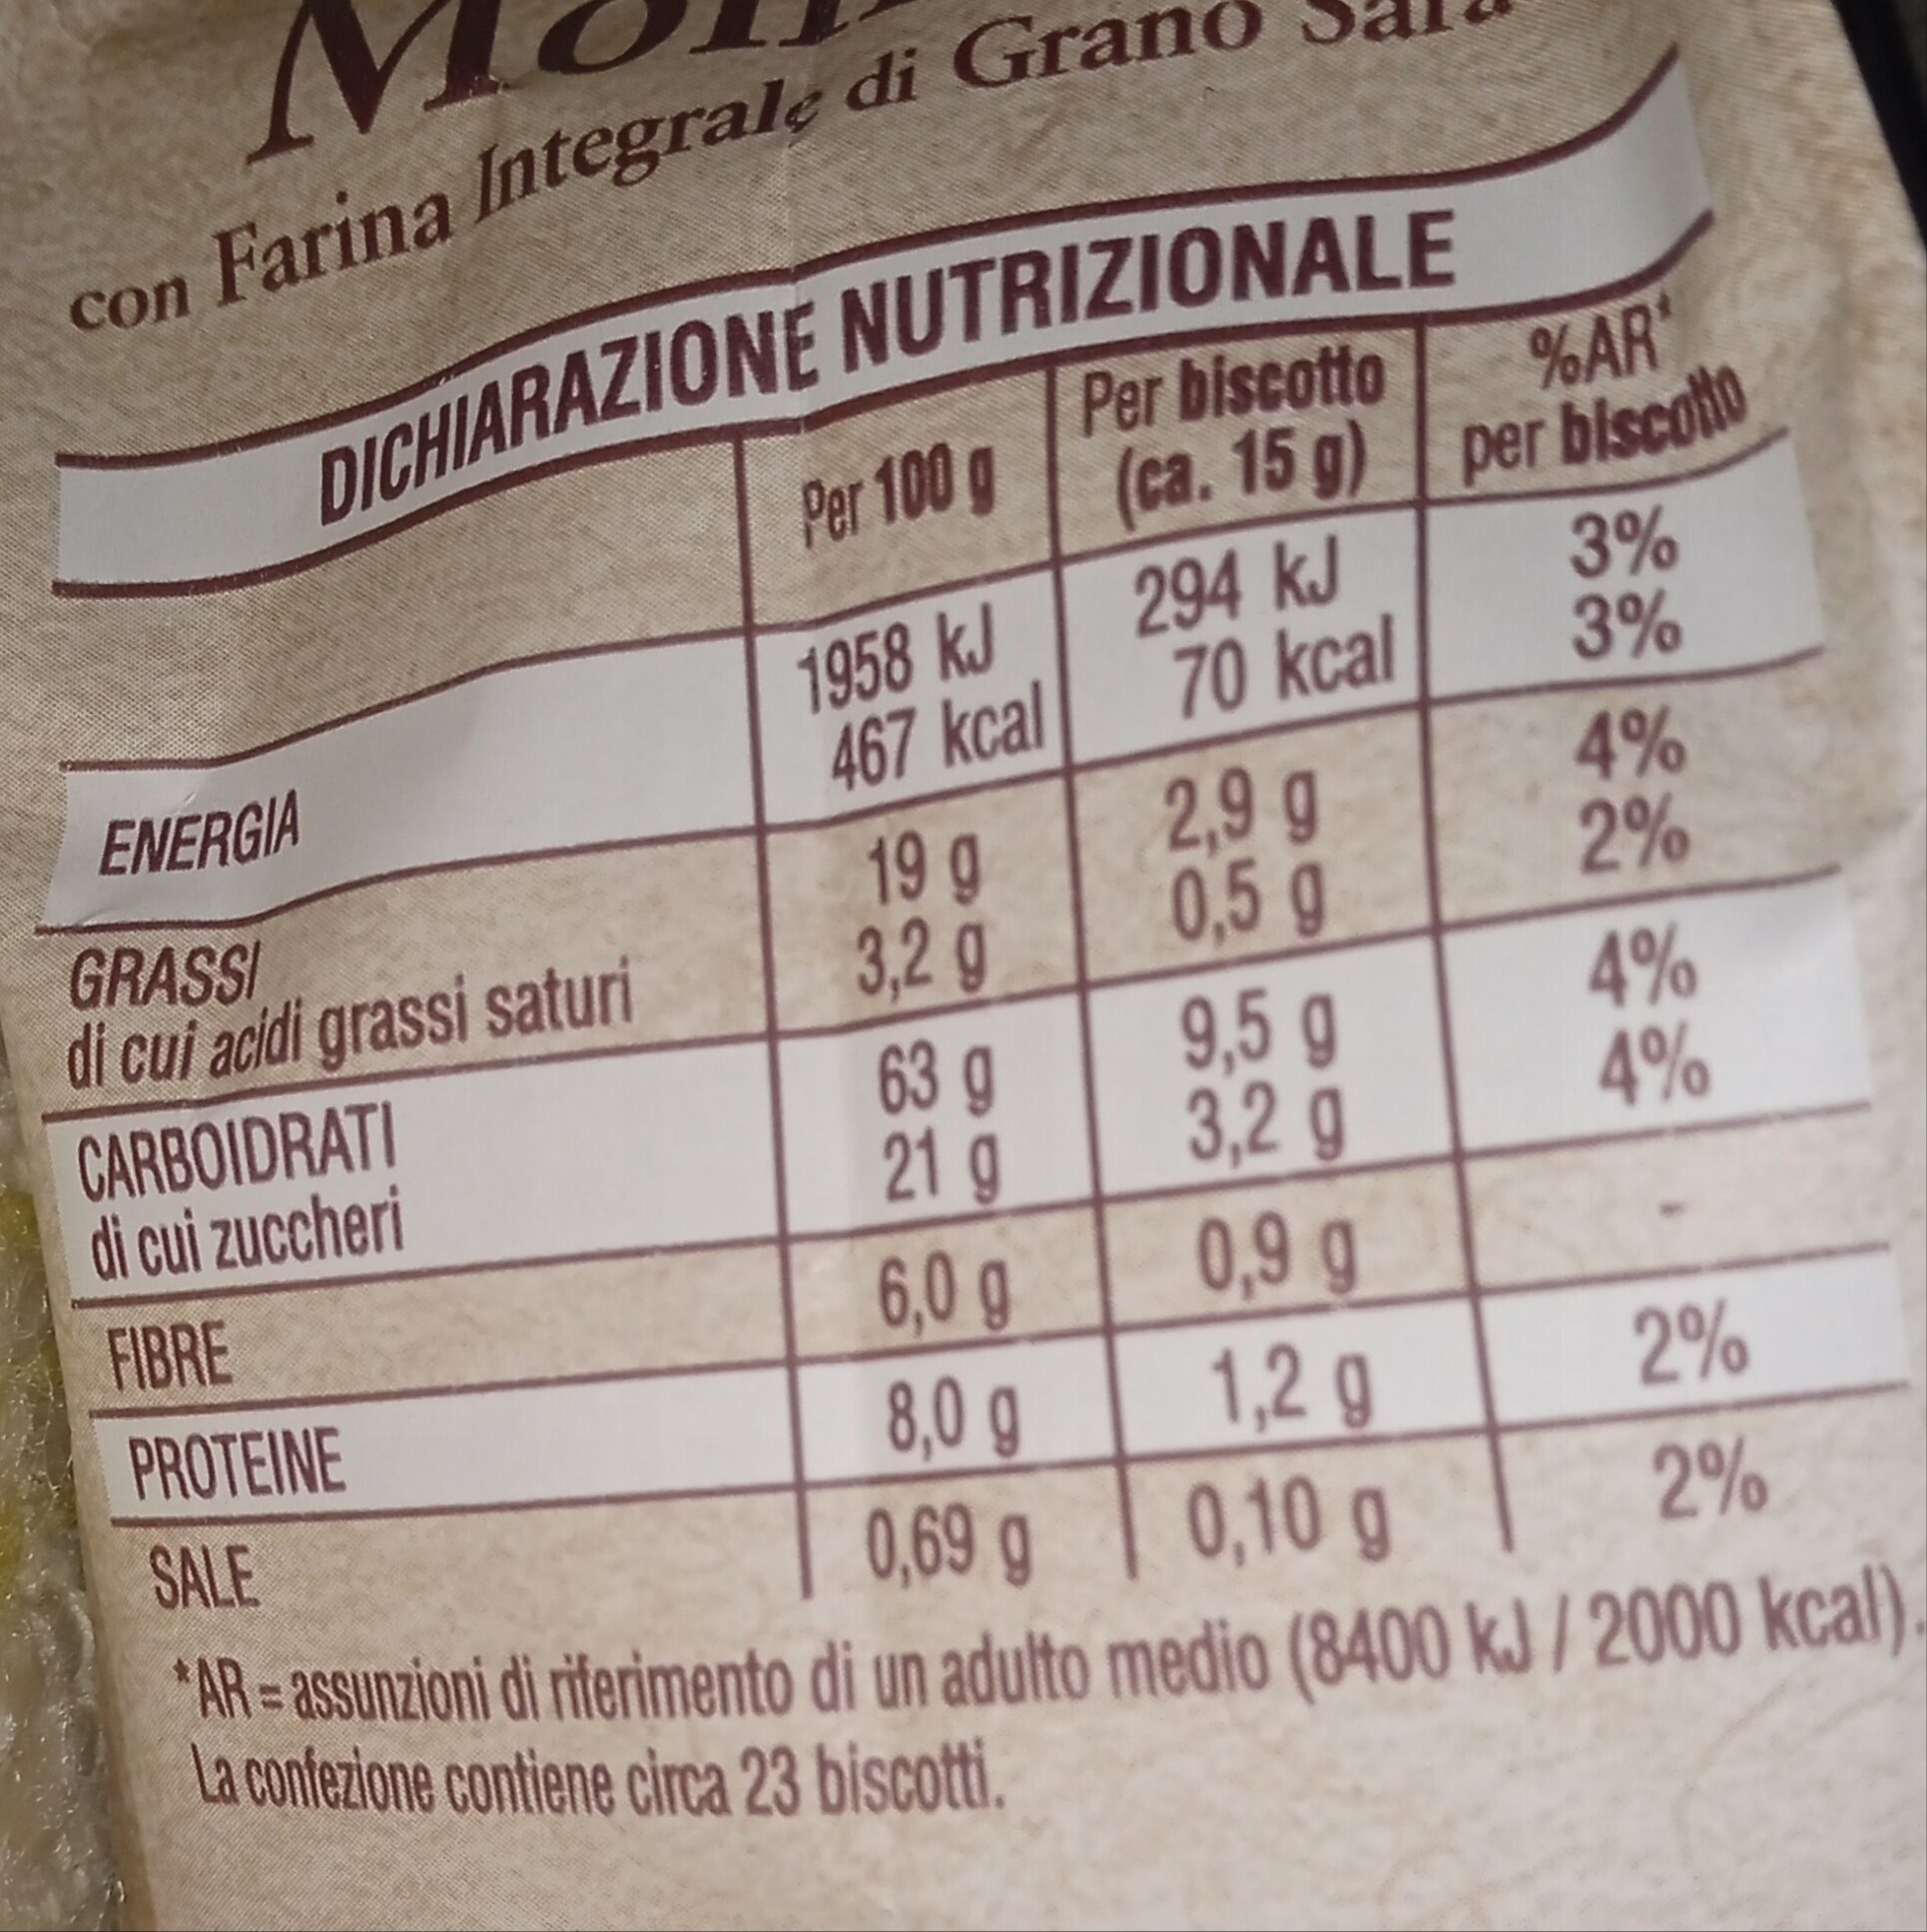 con Farina Integrale di Grano
DICHIARAZIONE NUTRIZIONALE
Per 100 g Per biscotto (ca. 15 g) %AR* per biscotto
ENERGIA 1958 kJ 294 kJ 3%
467 kcal 70 kcal 3%
GRASSI 19 g 2,9 g 4%
di cui acidi grassi saturi 3,2 g 0,5 g 2%
CARBOIDRATI 63 g 9,5 g 4%
di cui zuccheri 21 g 3,2 g 4%
FIBRE 6,0 g 0,9 g -
PROTEINE 8,0 g 1,2 g 2%
SALE 0,69 g 0,10 g 2%
*AR = assunzioni di riferimento di un adulto medio (8400 kJ / 2000 kcal).
La confezione contiene circa 23 biscotti.